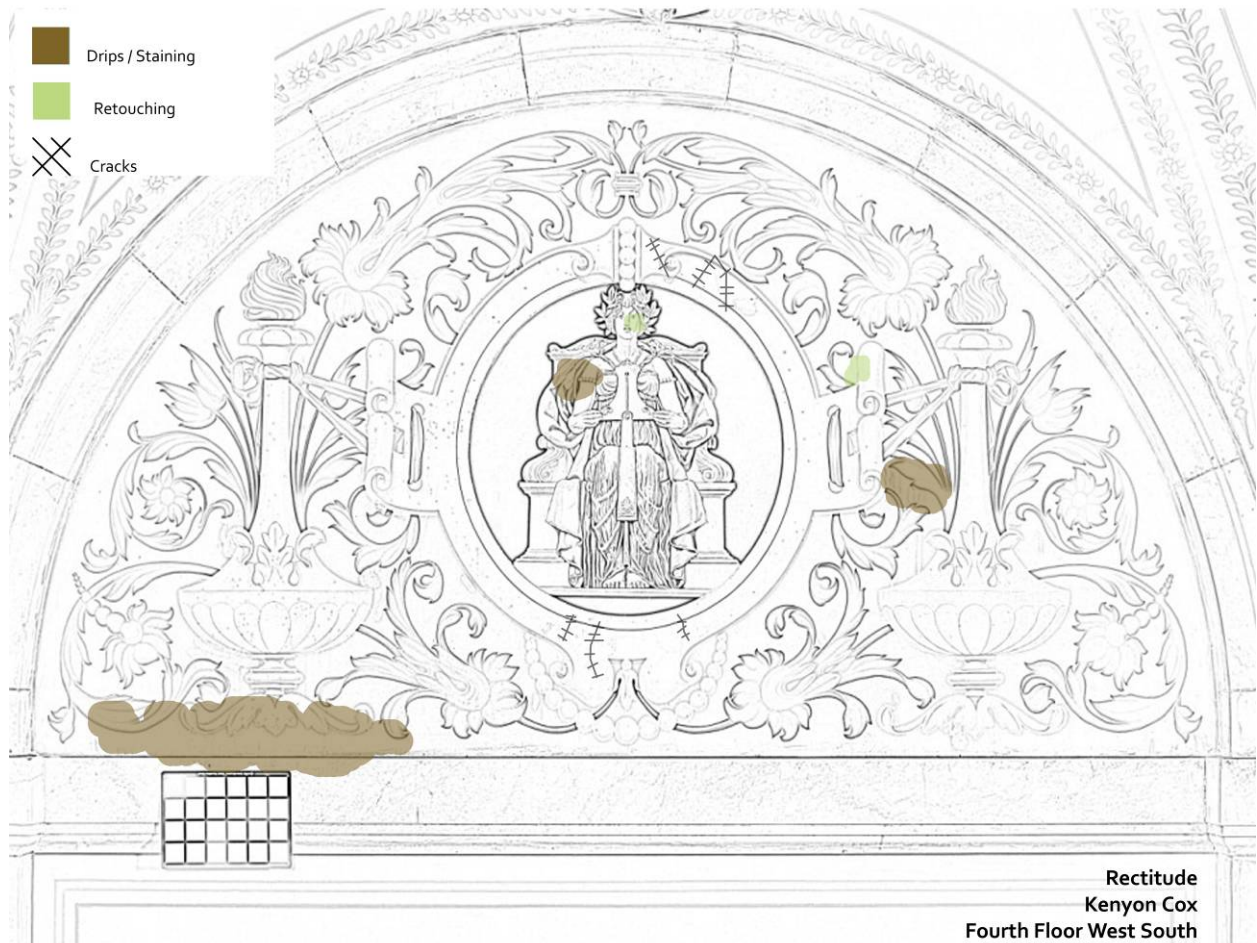 Drips / Staining
Retouching
Cracks
Rectitude
Kenyon Cox
Fourth Floor West South